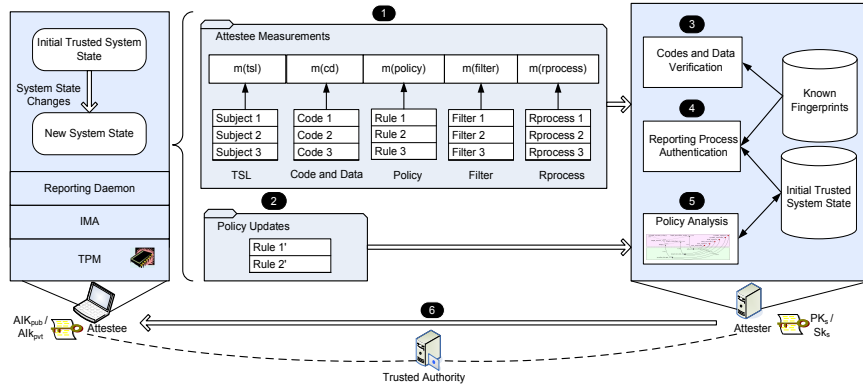 1
Initial Trusted System
State
System State
Changes
New System State
Reporting Daemon
IMA
TPM
Attestee Measurements
m(tsl) m(cd) m(policy) m(filter) m(rprocess)
Subject 1 Code 1 Rule 1 Filter 1 Rprocess 1
Subject 2 Code 2 Rule 2 Filter 2 Rprocess 2
Subject 3 Code 3 Rule 3 Filter 3 Rprocess 3
TSL Code and Data Policy Filter Rprocess
2
Policy Updates
Rule 1'
Rule 2'
3
Codes and Data
Verification
4
Reporting Process
Authentication
5
Policy Analysis
Known
Fingerprints
Initial Trusted
System State
6
AIKpub /
AIkpvt
Attestee
Attester
PKs /
Sks
Trusted Authority